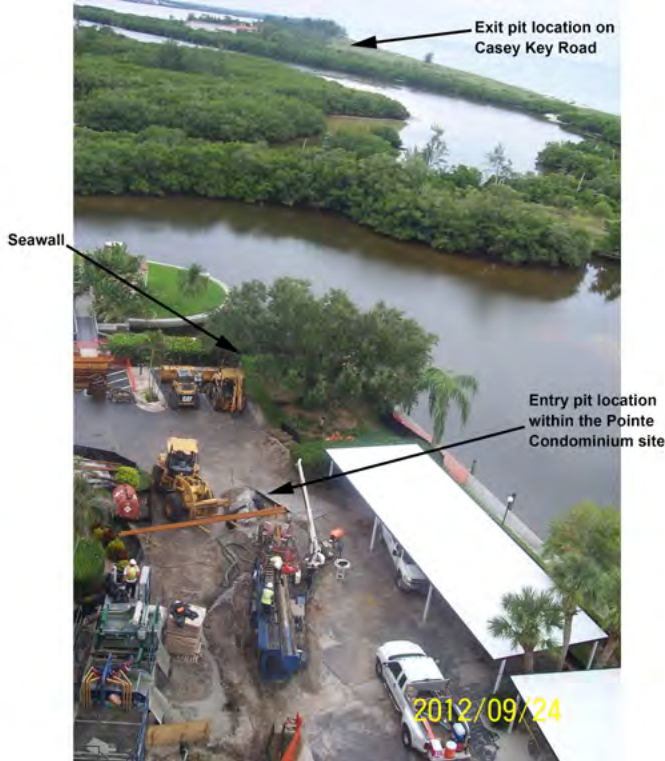 Exit pit location on
Casey Key Road
Seawall
Entry pit location
within the Pointe
Condominium site
CAT
2012/09/24